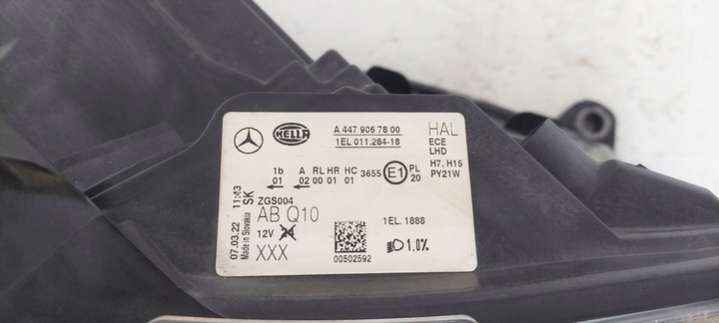 HELLA
A 447 906 78 00
1EL 011.284-18
HAL
ECE
LHD
H7, H15
PY21W
1b A RL HR HC
01 02 00 01 01
3655 E1 PL
20
ZGS004
AB Q10
12V
XXX
07.03.22 11:43
Made in Slovakia SK
00502592
1EL.1888
1.0%